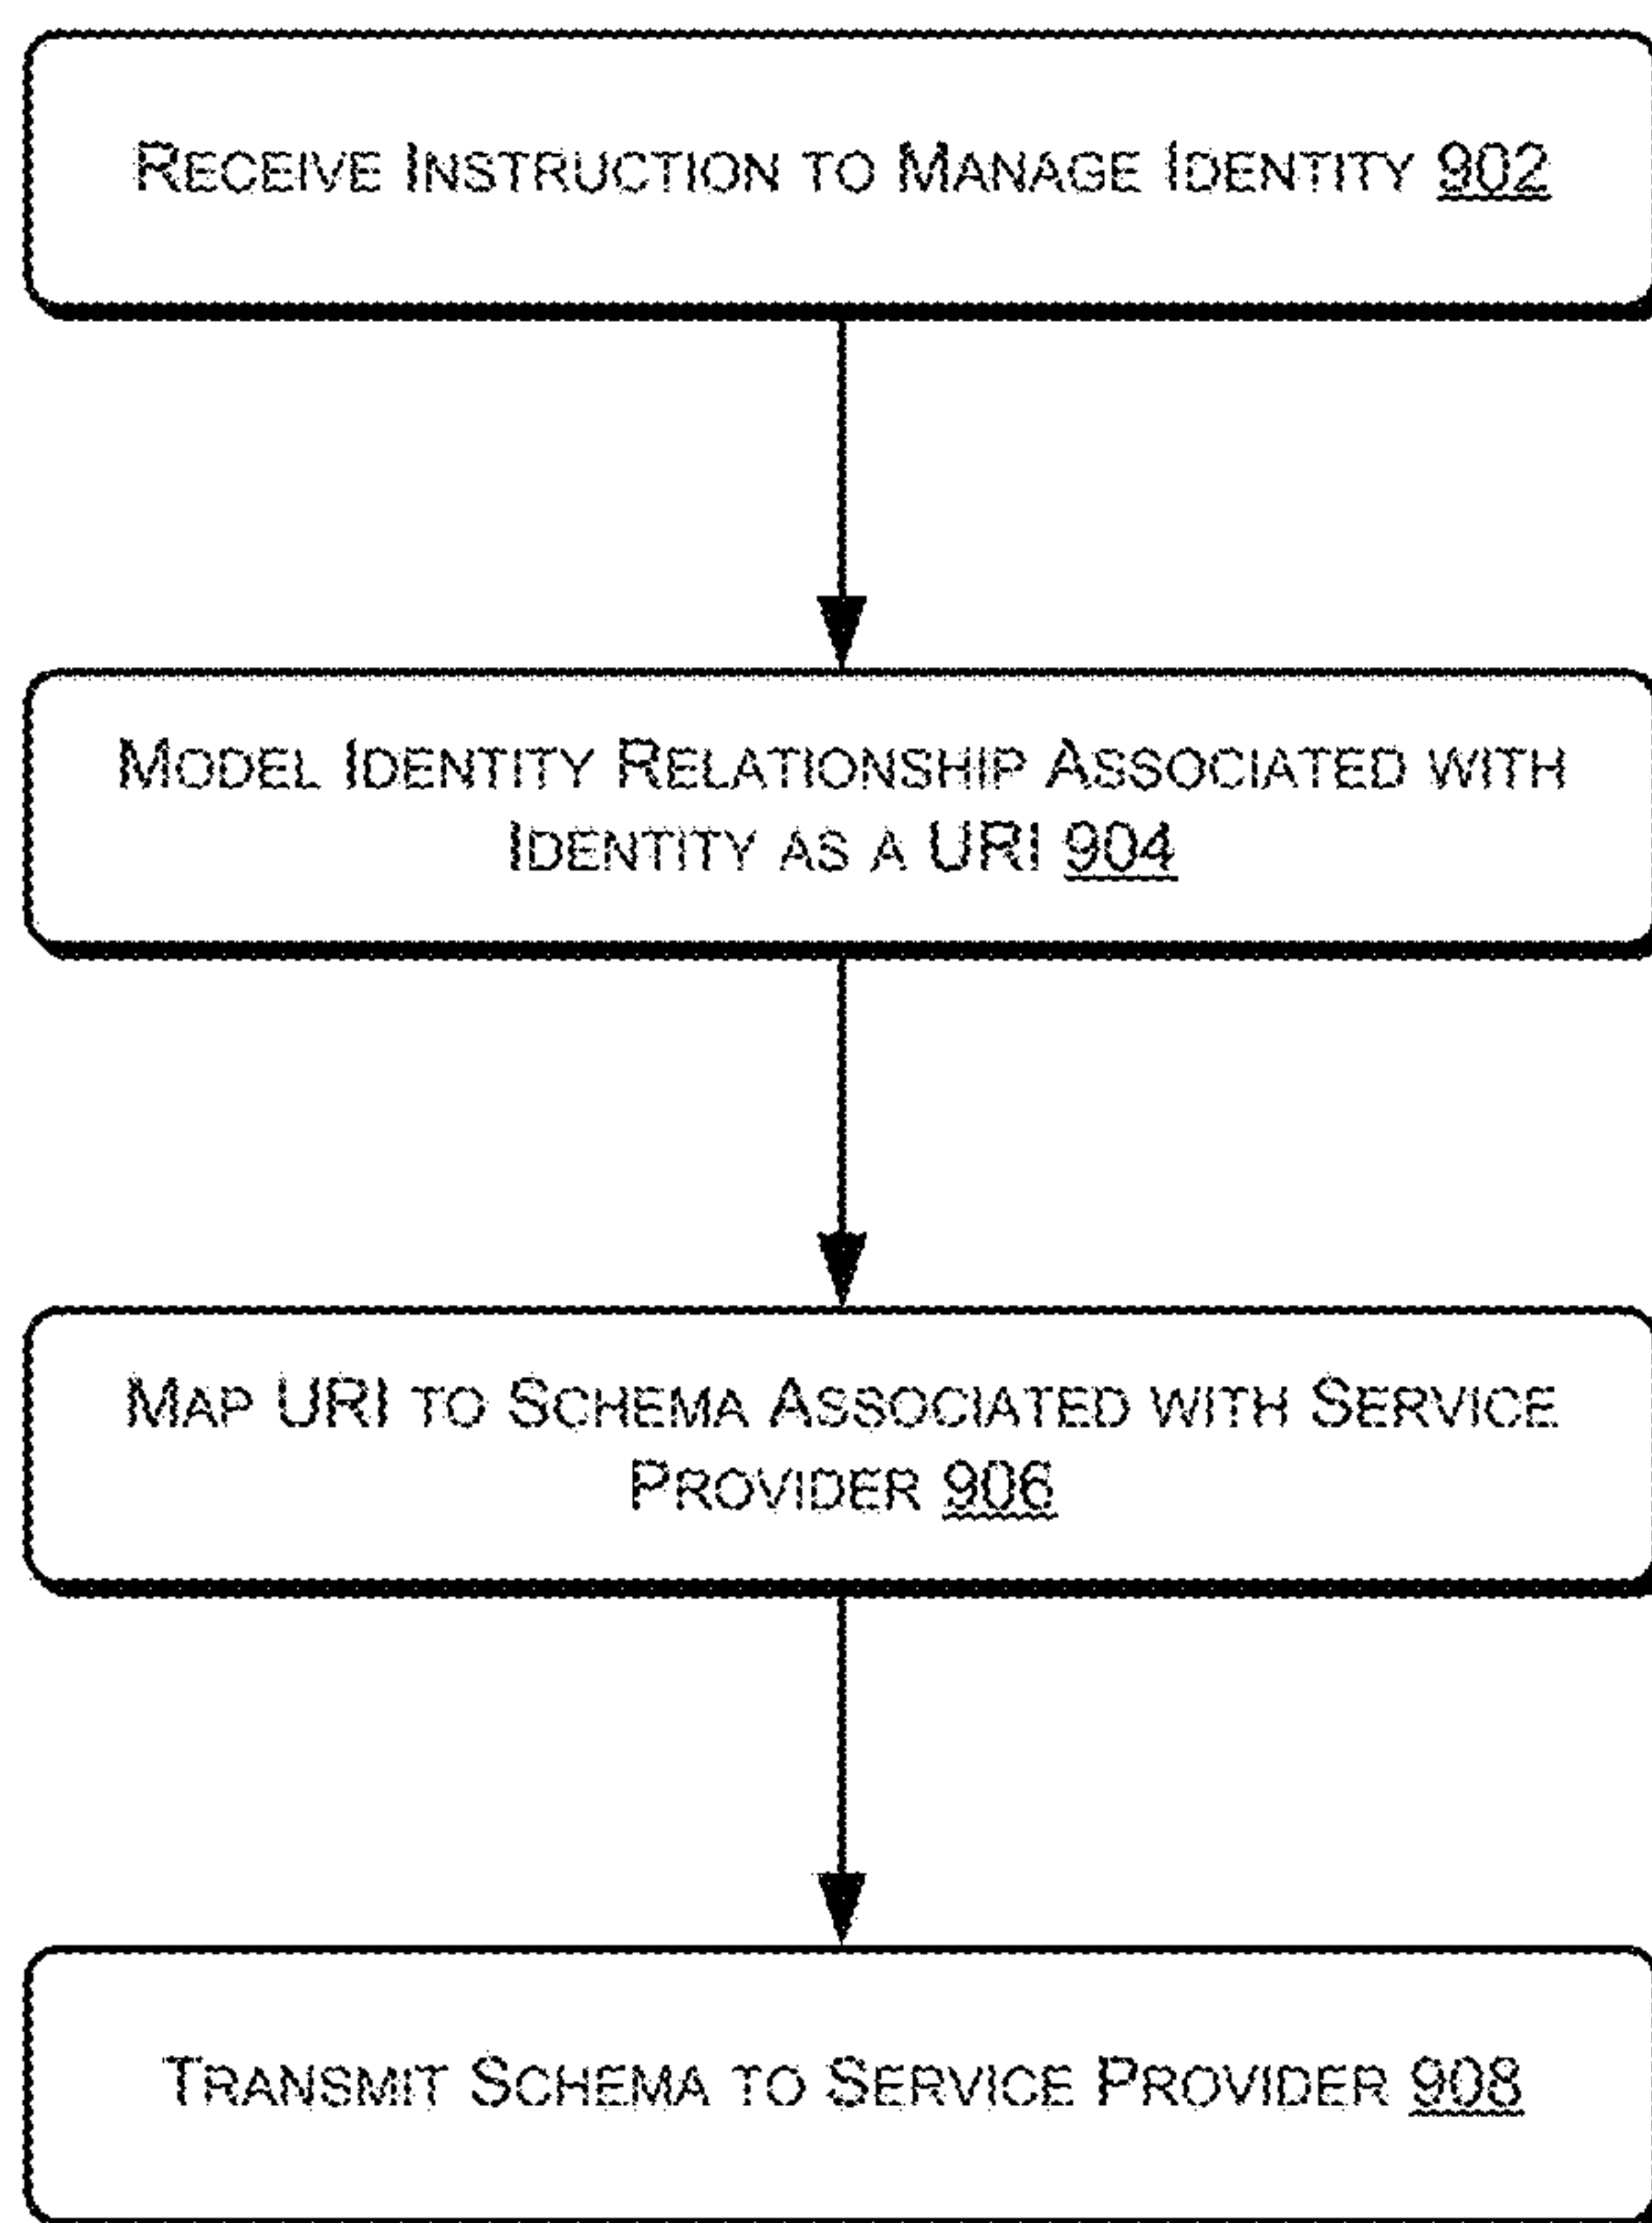 RECEIVE INSTRUCTION TO MANAGE IDENTITY 902
MODEL IDENTITY RELATIONSHIP ASSOCIATED WITH
IDENTITY AS A URI 904
MAP URI TO SCHEMA ASSOCIATED WITH SERVICE
PROVIDER 906
TRANSMIT SCHEMA TO SERVICE PROVIDER 908